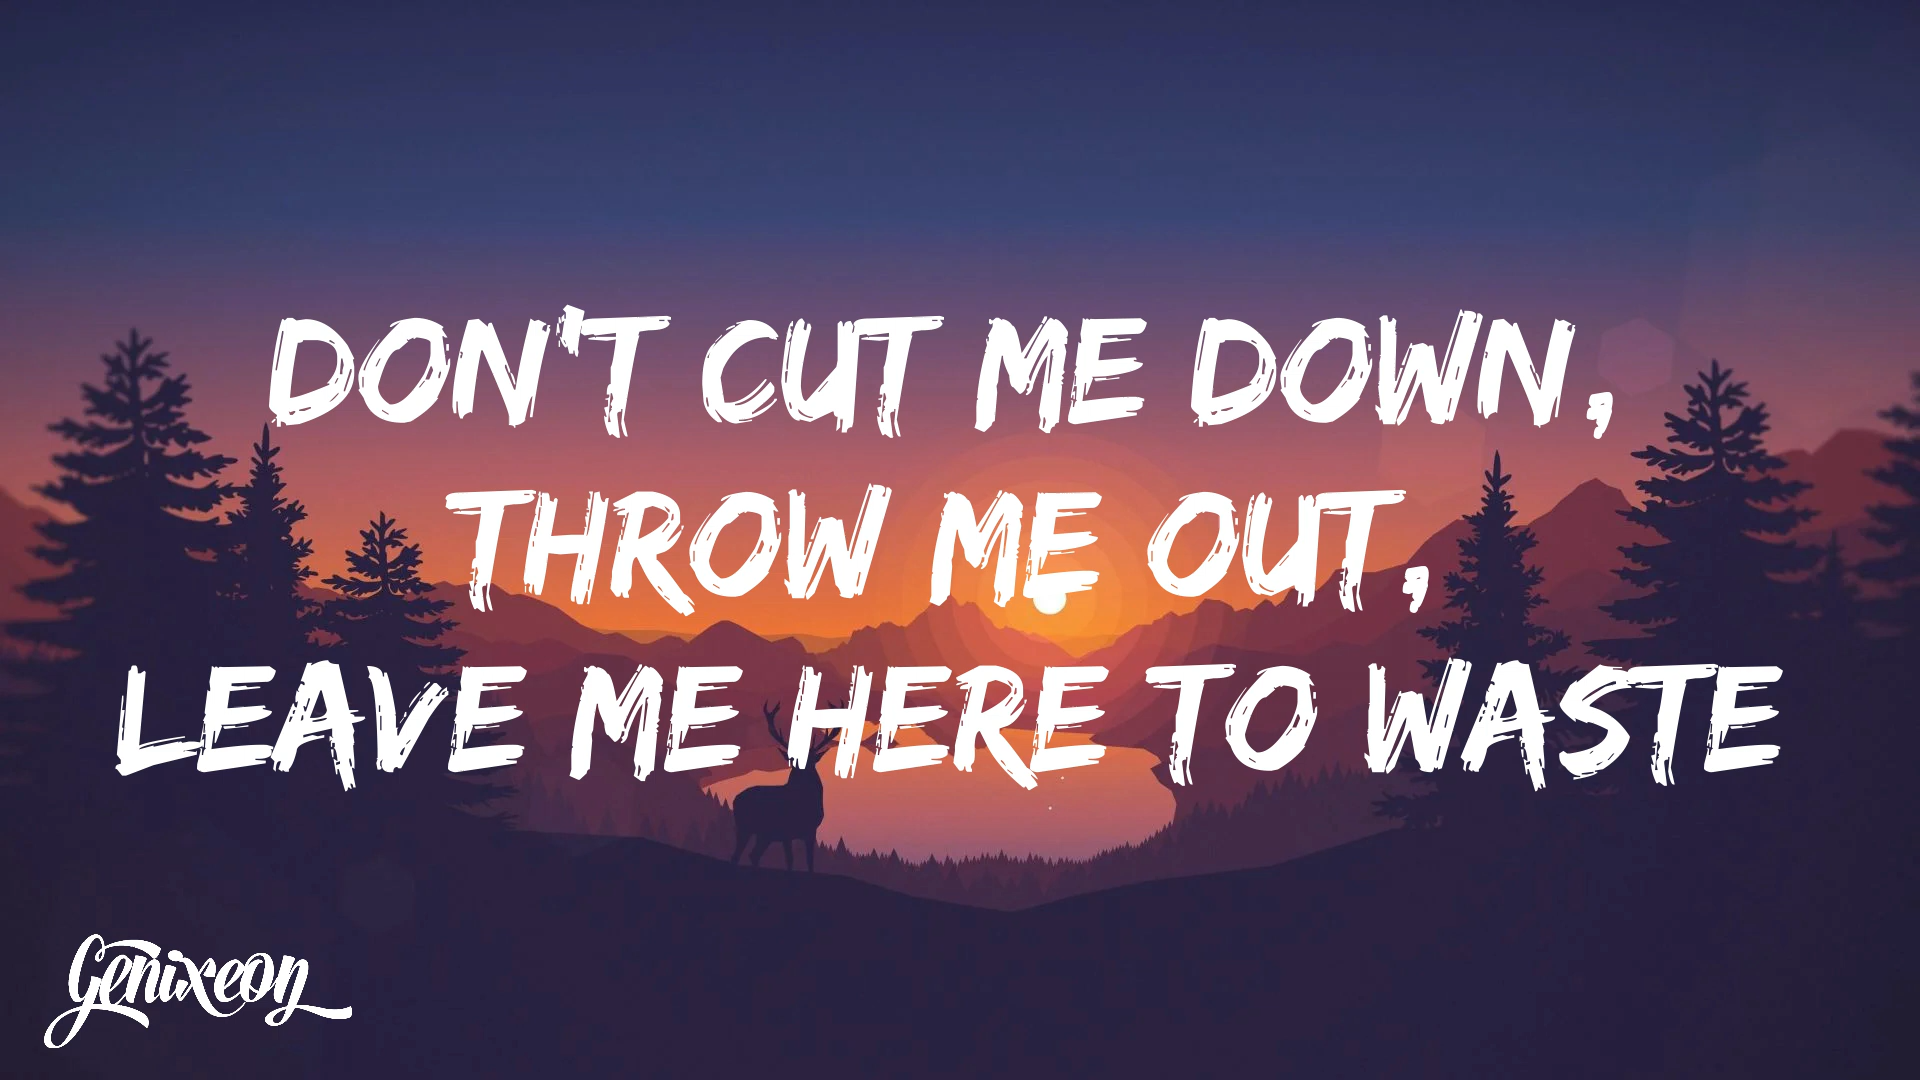 DON'T CUT ME DOWN,
THROW ME OUT,
LEAVE ME HERE TO WASTE
Genixeon